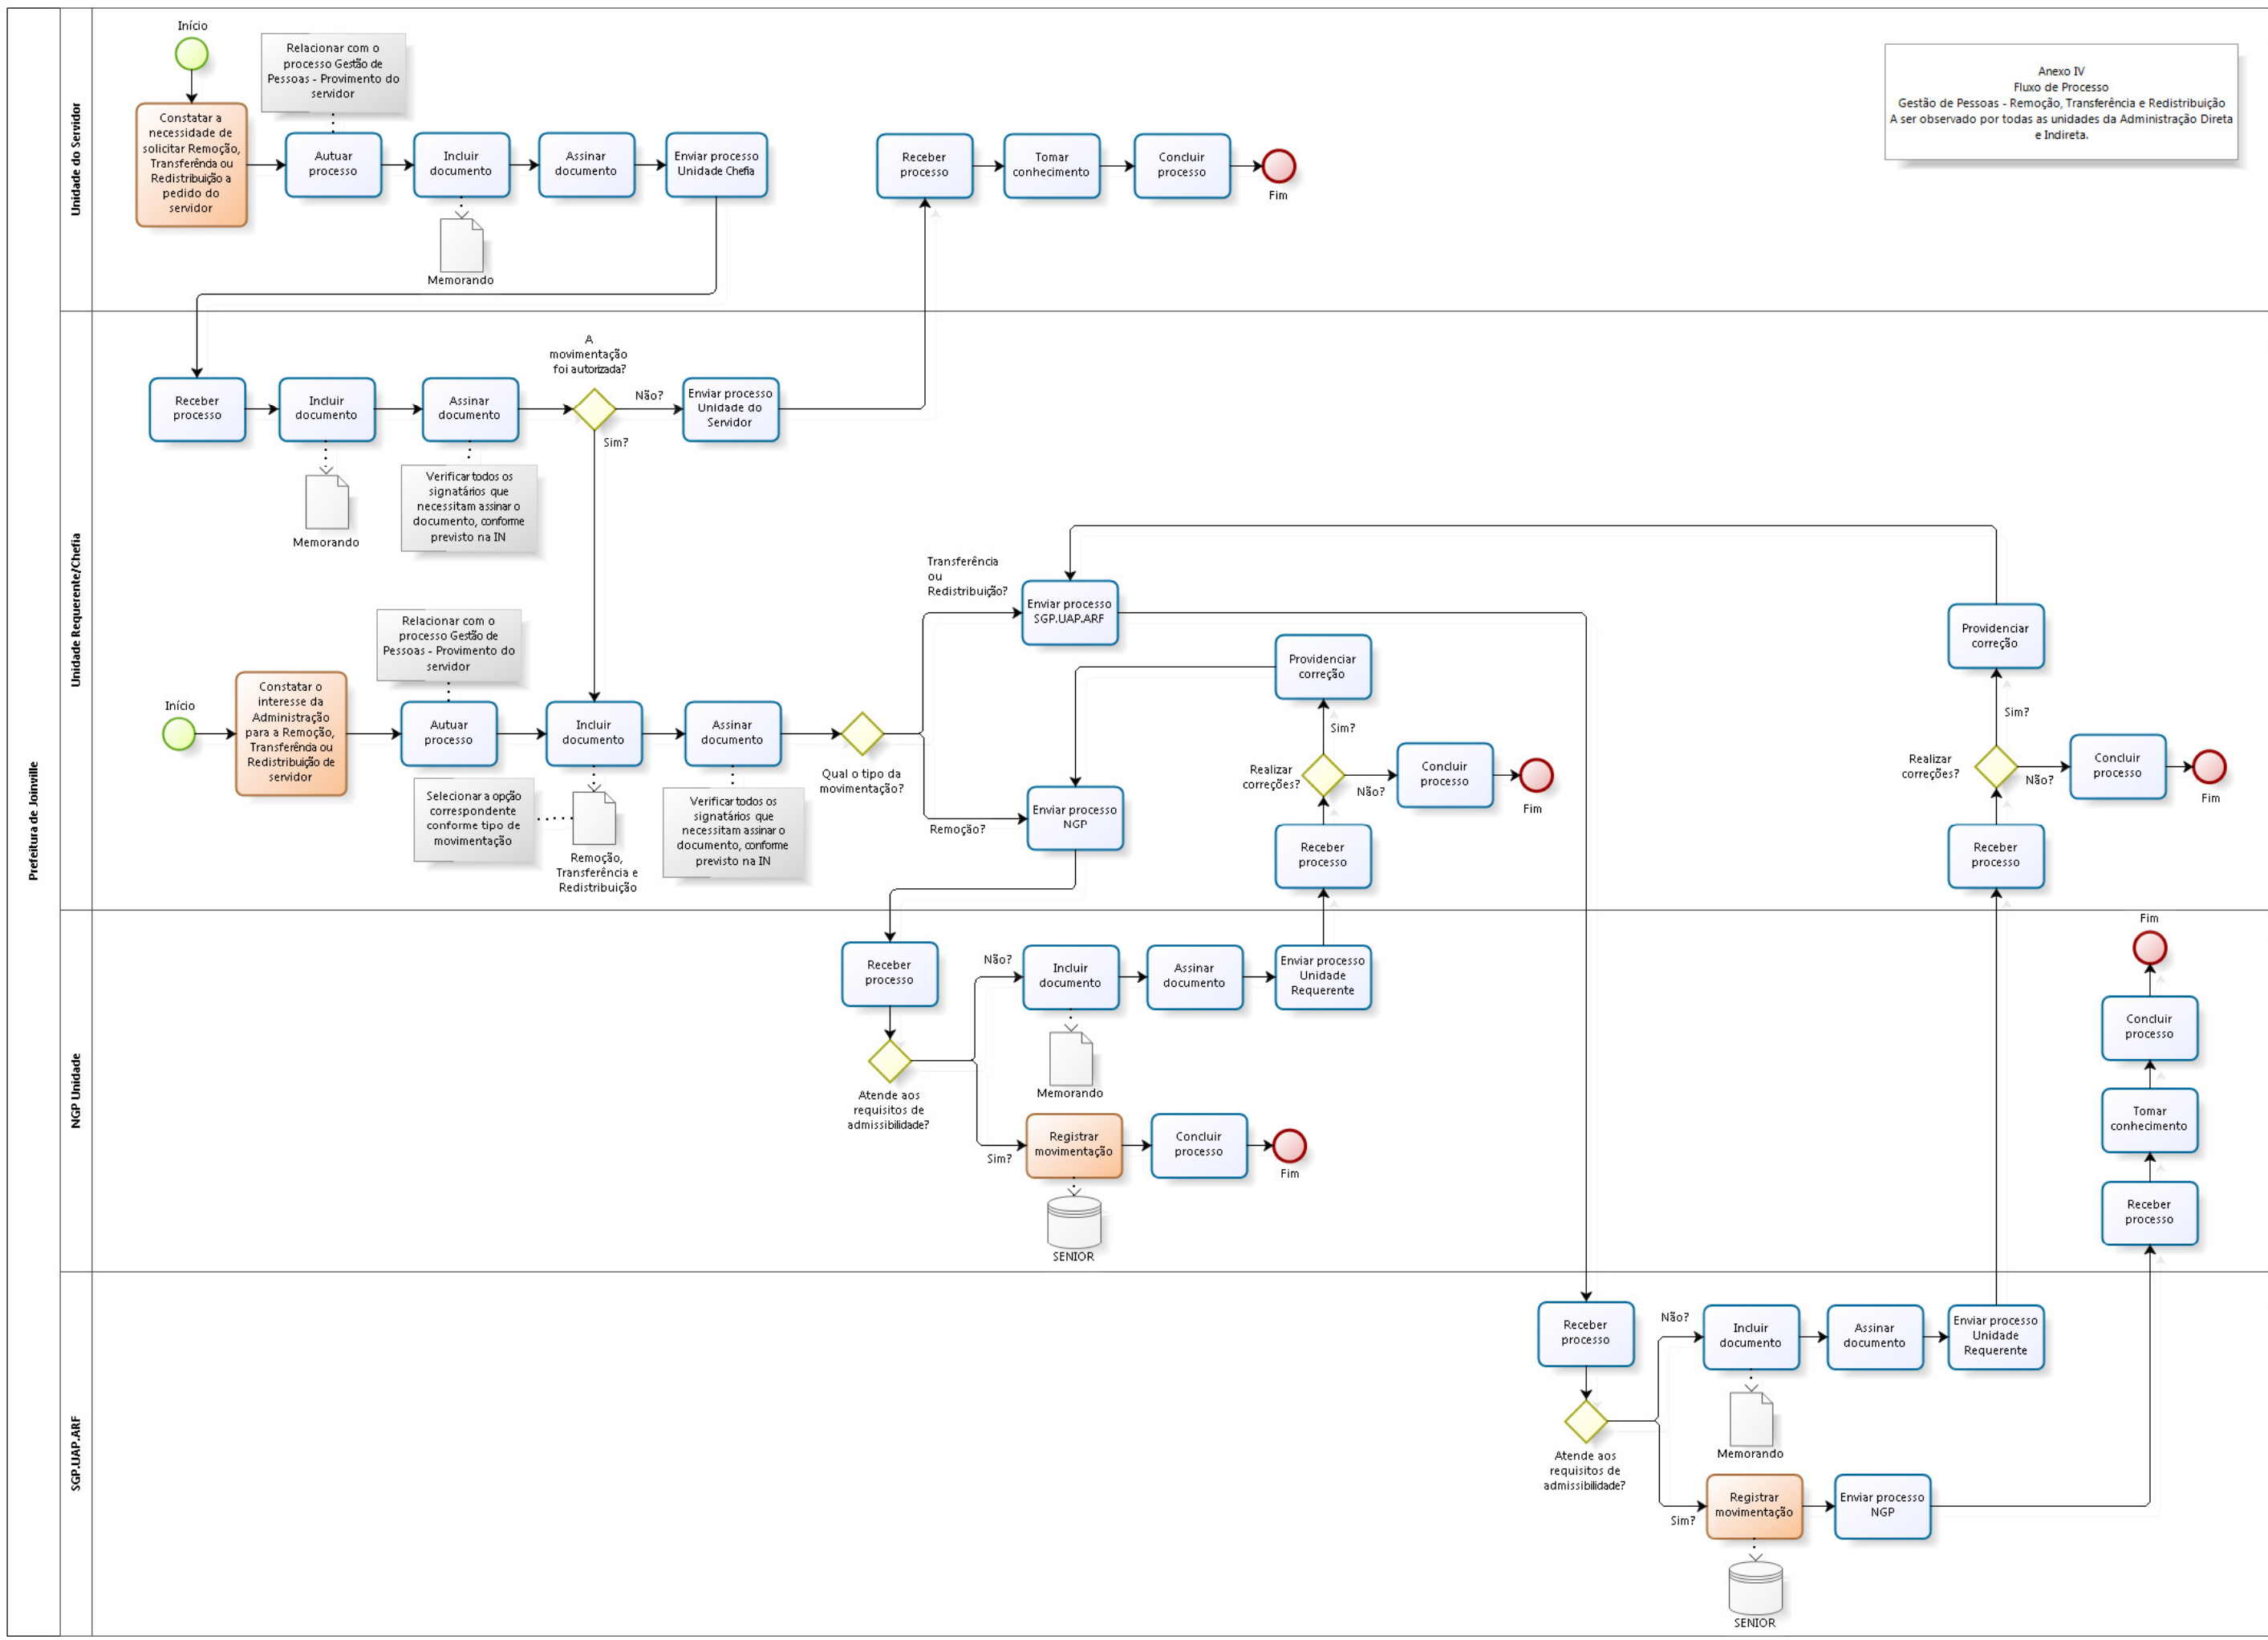 Prefeitura de Joinville
Unidade do Servidor
Início
Relacionar com o
processo Gestão de
Pessoas - Provimento do
servidor
Anexo IV
Fluxo de Processo
Gestão de Pessoas - Remoção, Transferência e Redistribuição
A ser observado por todas as unidades da Administração Direta
e Indireta.
Constatar a
necessidade de
solicitar Remoção,
Transferência ou
Redistribuição a
pedido do
servidor
Autuar
processo
Incluir
documento
Assinar
documento
Enviar processo
Unidade Chefia
Memorando
Receber
processo
Tomar
conhecimento
Concluir
processo
Fim
Unidade Requerente/Chefia
Receber
processo
Incluir
documento
Memorando
Assinar
documento
Verificar todos os
signatários que
necessitam assinar o
documento, conforme
previsto na IN
A
movimentação
foi autorizada?
Não?
Sim?
Enviar processo
Unidade do
Servidor
Início
Constatar o
interesse da
Administração
para a Remoção,
Transferência ou
Redistribuição de
servidor
Relacionar com o
processo Gestão de
Pessoas - Provimento do
servidor
Autuar
processo
Incluir
documento
Selecionar a opção
correspondente
conforme tipo de
movimentação
Remoção,
Transferência e
Redistribuição
Assinar
documento
Verificar todos os
signatários que
necessitam assinar o
documento, conforme
previsto na IN
Qual o tipo da
movimentação?
Transferência
ou
Redistribuição?
Remoção?
Enviar processo
SGP.UAP.ARF
Enviar processo
NGP
Providenciar
correção
Sim?
Realizar
correções?
Não?
Concluir
processo
Fim
Receber
processo
Providenciar
correção
Sim?
Realizar
correções?
Não?
Concluir
processo
Fim
Receber
processo
NGP Unidade
Receber
processo
Atende aos
requisitos de
admissibilidade?
Não?
Incluir
documento
Memorando
Assinar
documento
Enviar processo
Unidade
Requerente
Sim?
Registrar
movimentação
SENIOR
Concluir
processo
Fim
Fim
Concluir
processo
Tomar
conhecimento
Receber
processo
SGP.UAP.ARF
Receber
processo
Atende aos
requisitos de
admissibilidade?
Não?
Incluir
documento
Memorando
Assinar
documento
Enviar processo
Unidade
Requerente
Sim?
Registrar
movimentação
SENIOR
Enviar processo
NGP